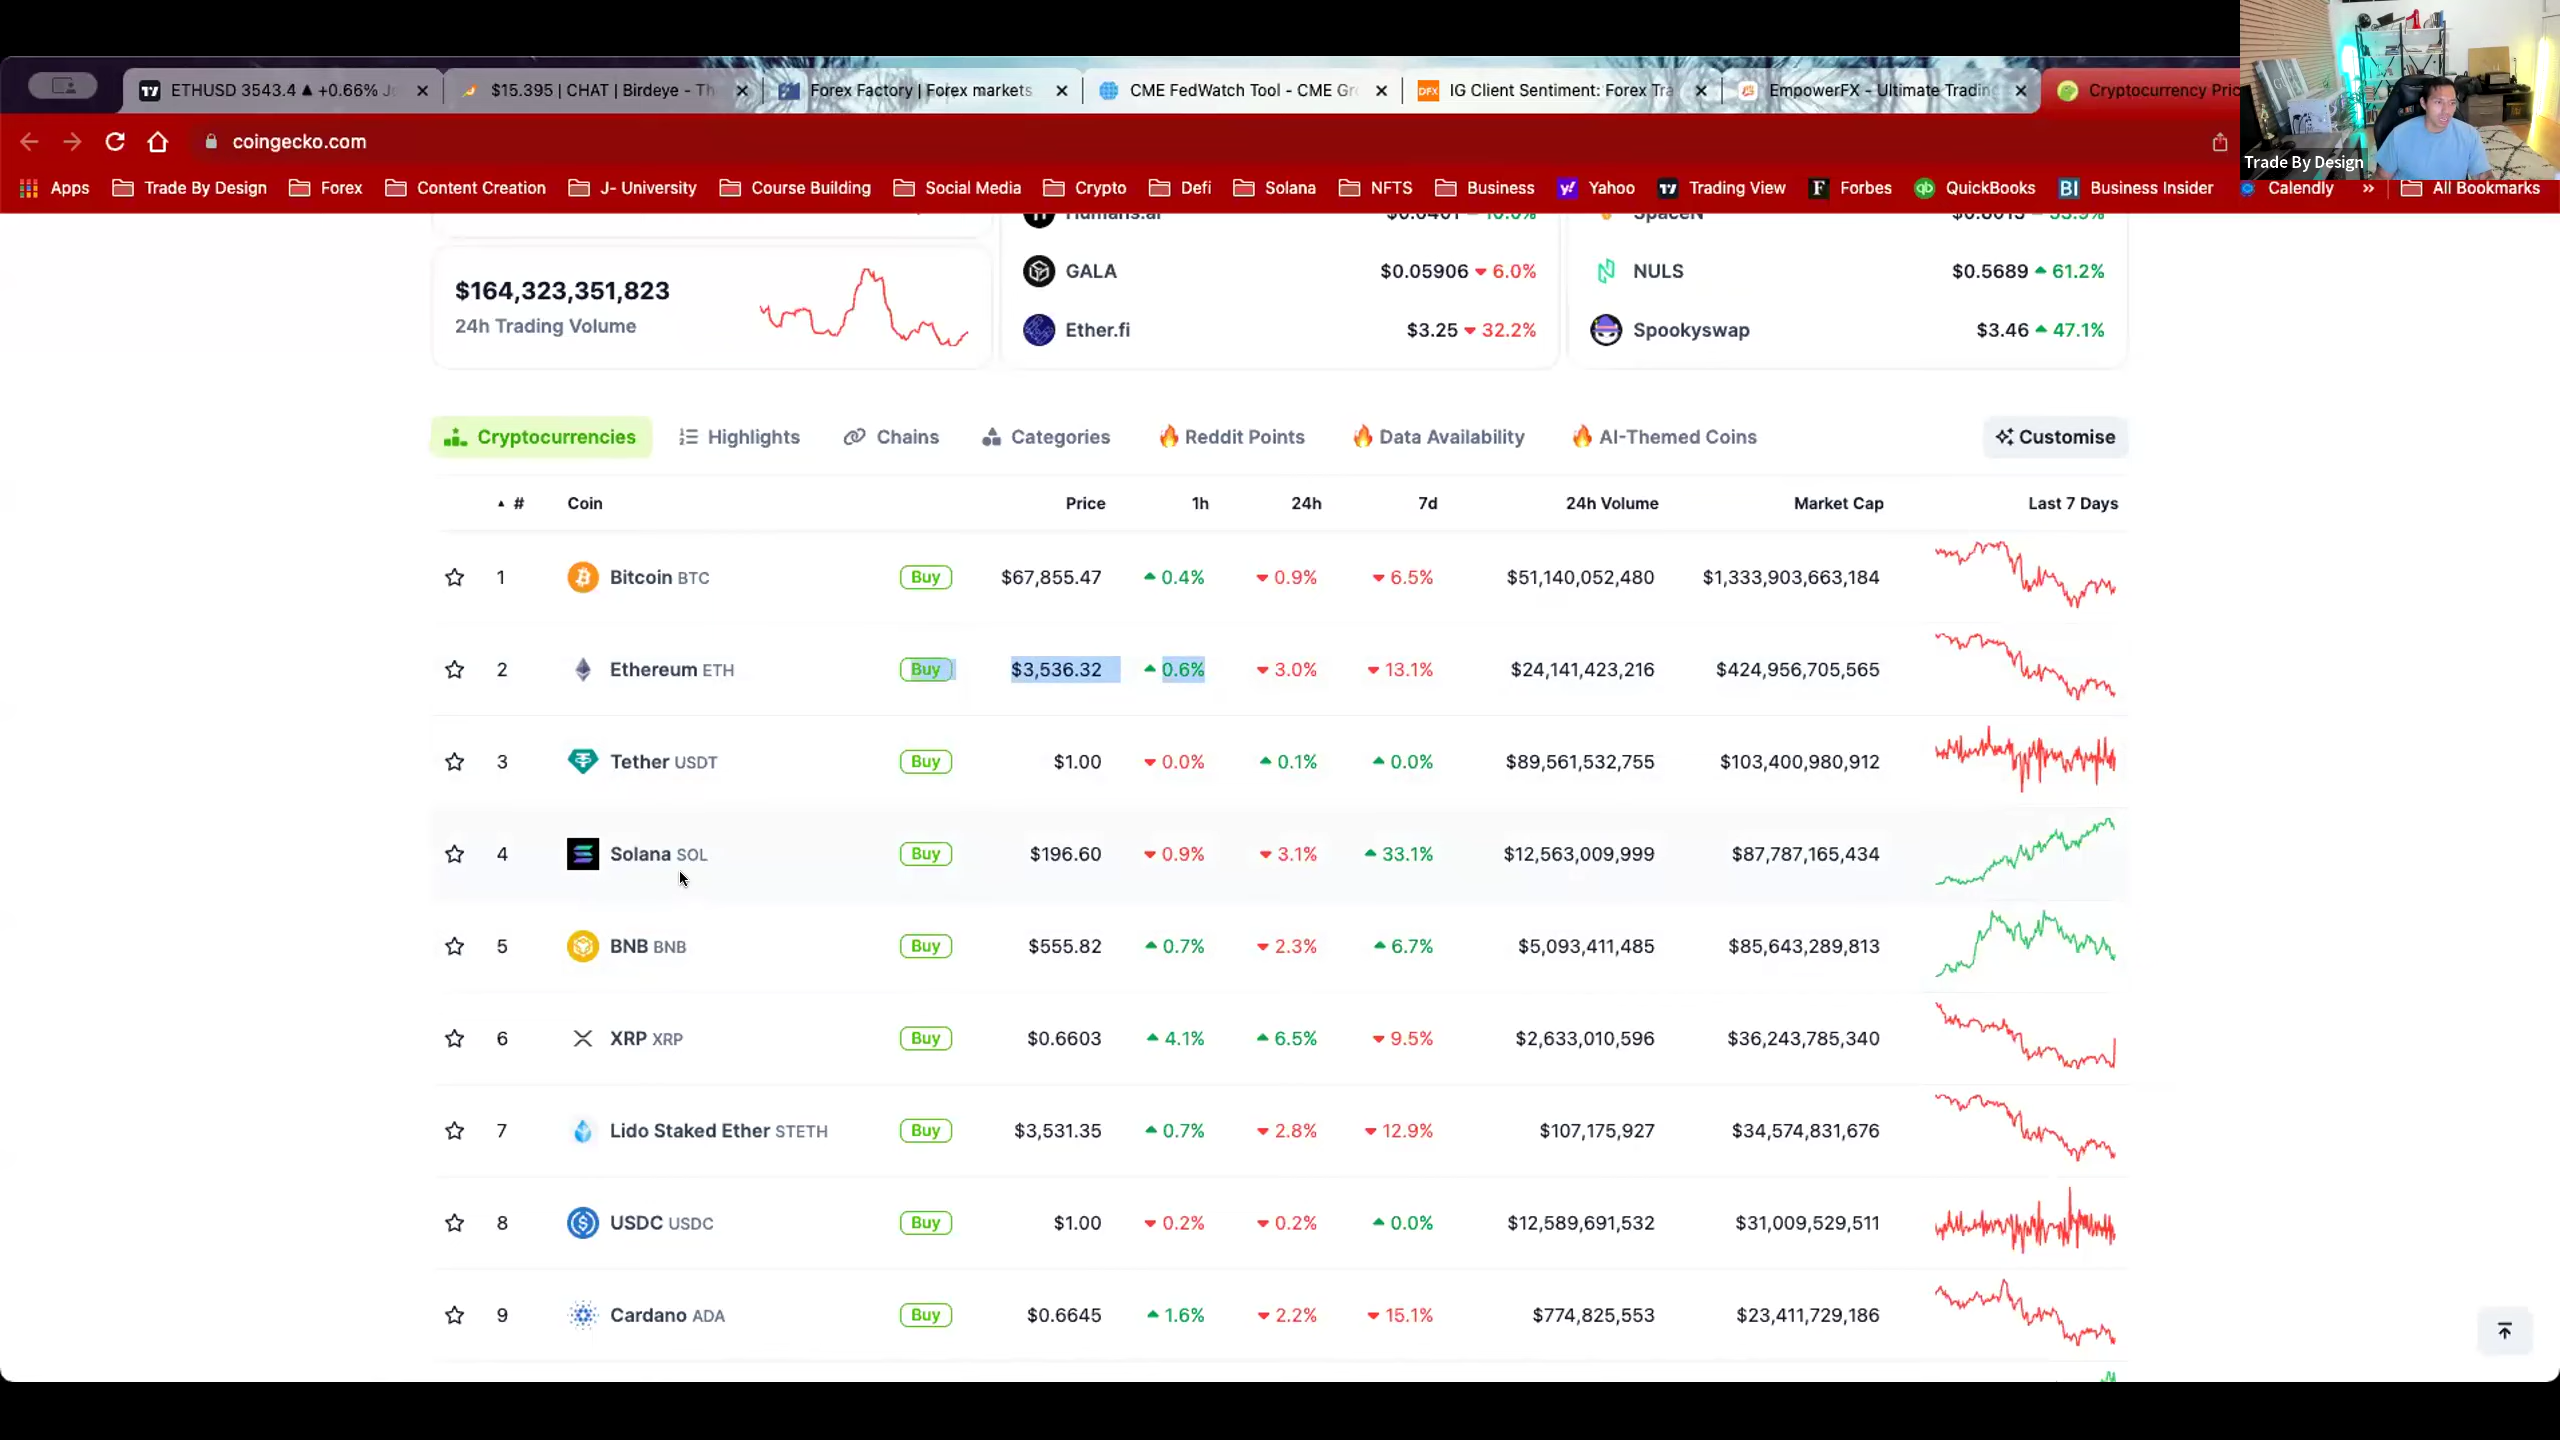 ETHUSD 3543.4 ▲ +0.66%
$15.395 | CHAT | Birdeye - Th
Forex Factory | Forex markets
CME FedWatch Tool - CME Gr
IG Client Sentiment: Forex Tra
EmpowerFX - Ultimate Trading
Cryptocurrency Pric
coingecko.com
Trade By Design
Apps Trade By Design Forex Content Creation J- University Course Building Social Media Crypto Defi Solana NFTS Business Yahoo Trading View Forbes QuickBooks Business Insider Calendly » All Bookmarks
Humans.ai
SpaceN
$164,323,351,823
24h Trading Volume
GALA $0.05906 6.0%
Ether.fi $3.25 32.2%
NULS $0.5689 61.2%
Spookyswap $3.46 47.1%
Cryptocurrencies Highlights Chains Categories Reddit Points Data Availability AI-Themed Coins Customise
# Coin Price 1h 24h 7d 24h Volume Market Cap Last 7 Days
1 Bitcoin BTC Buy $67,855.47 0.4% 0.9% 6.5% $51,140,052,480 $1,333,903,663,184
2 Ethereum ETH Buy $3,536.32 0.6% 3.0% 13.1% $24,141,423,216 $424,956,705,565
3 Tether USDT Buy $1.00 0.0% 0.1% 0.0% $89,561,532,755 $103,400,980,912
4 Solana SOL Buy $196.60 0.9% 3.1% 33.1% $12,563,009,999 $87,787,165,434
5 BNB BNB Buy $555.82 0.7% 2.3% 6.7% $5,093,411,485 $85,643,289,813
6 XRP XRP Buy $0.6603 4.1% 6.5% 9.5% $2,633,010,596 $36,243,785,340
7 Lido Staked Ether STETH Buy $3,531.35 0.7% 2.8% 12.9% $107,175,927 $34,574,831,676
8 USDC USDC Buy $1.00 0.2% 0.2% 0.0% $12,589,691,532 $31,009,529,511
9 Cardano ADA Buy $0.6645 1.6% 2.2% 15.1% $774,825,553 $23,411,729,186